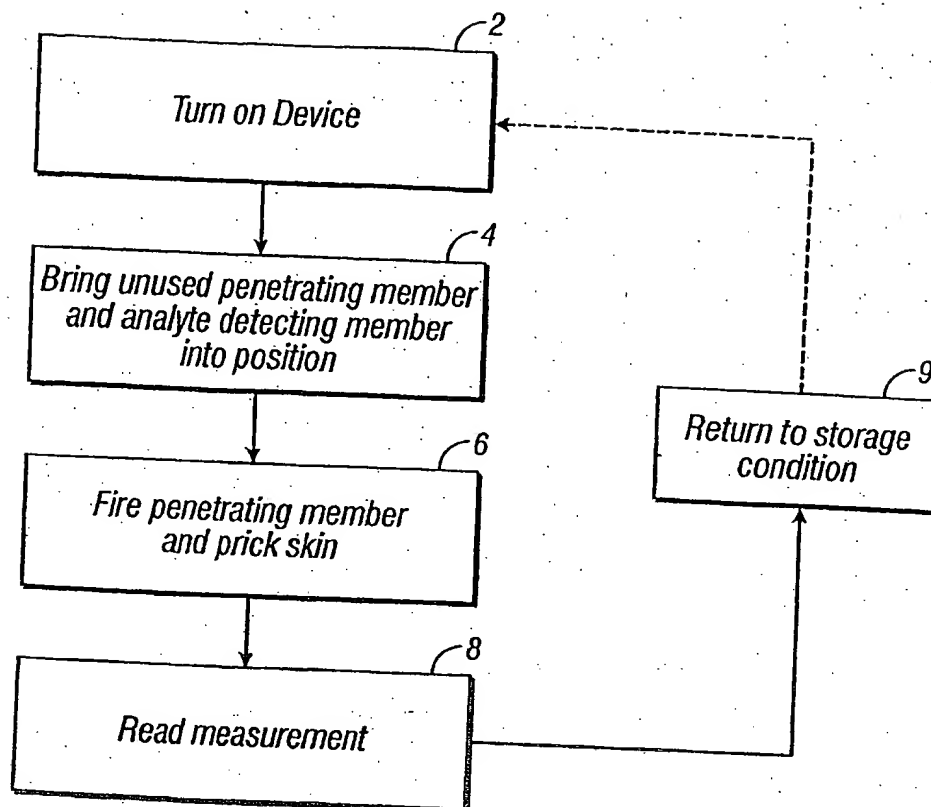 2
Turn on Device
4
Bring unused penetrating member
and analyte detecting member
into position
6
Fire penetrating member
and prick skin
8
Read measurement
9
Return to storage
condition